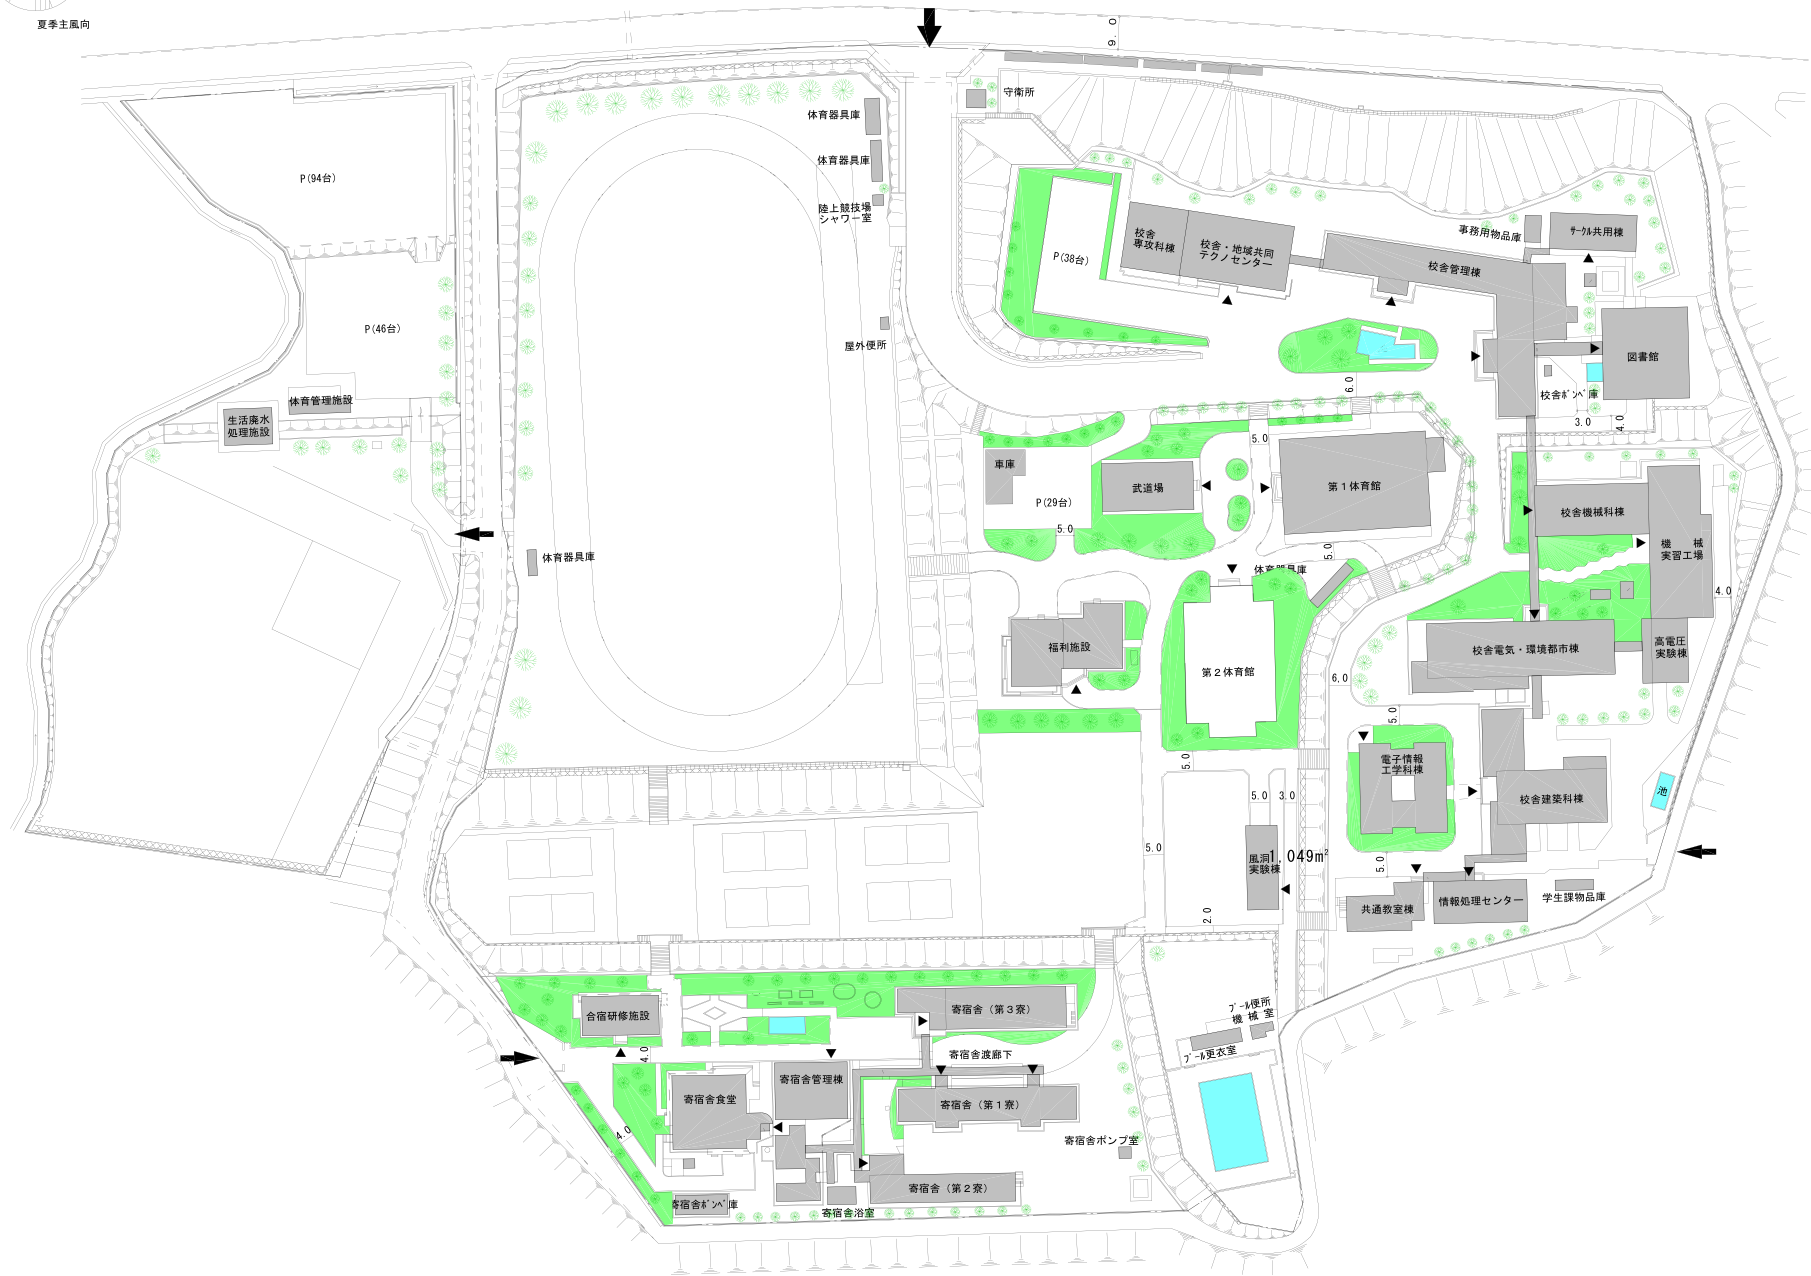 夏季主風向
9.0
守衛所
体育器具庫
体育器具庫
陸上競技場
シャワー室
P(94台)
P(46台)
P(38台)
校舎
専攻科棟
校舎・地域共同
テクノセンター
校舎管理棟
事務用物品庫
ｻｰｸﾙ共用棟
屋外便所
図書館
校舎ﾎﾞﾝﾍﾞ庫
6.0
3.0
4.0
体育管理施設
生活廃水
処理施設
5.0
車庫
武道場
第１体育館
P(29台)
5.0
校舎機械科棟
機　械
実習工場
体育器具庫
5.0
体育器具庫
4.0
福利施設
第２体育館
校舎電気・環境都市棟
高電圧
実験棟
6.0
5.0
5.0
電子情報
工学科棟
5.0
3.0
校舎建築科棟
池
5.0
風洞
実験棟
1,049m²
5.0
2.0
共通教室棟
情報処理センター
学生課物品庫
合宿研修施設
寄宿舎（第３寮）
ﾌﾟｰﾙ便所
機 械 室
ﾌﾟｰﾙ更衣室
4.0
寄宿舎渡廊下
寄宿舎管理棟
寄宿舎食堂
寄宿舎（第１寮）
4.0
寄宿舎ポンプ室
寄宿舎（第２寮）
寄宿舎ﾎﾞﾝﾍﾞ庫
寄宿舎浴室